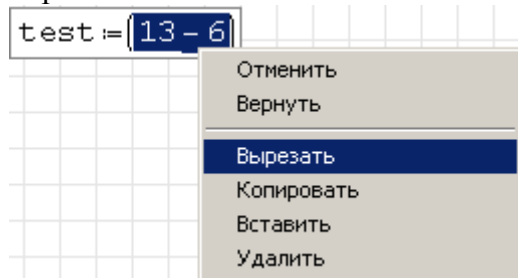 test≔(13-6)
Отменить
Вернуть
Вырезать
Копировать
Вставить
Удалить